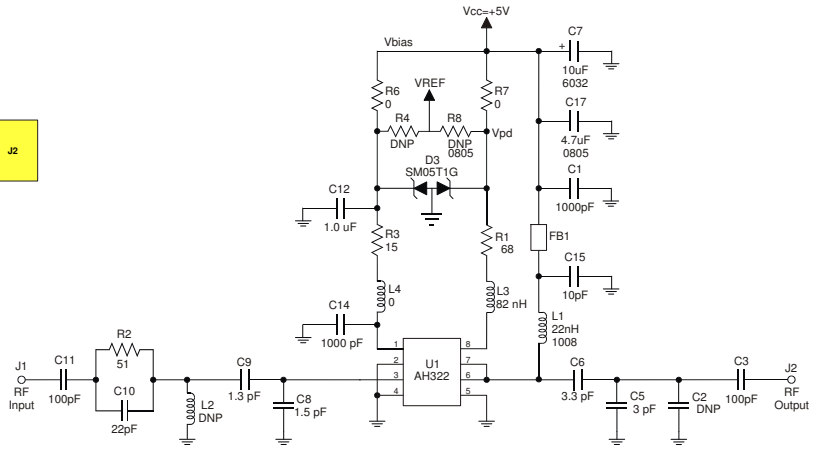 Vcc=+5V
Vbias
C7
+
10uF
6032
R6
0
VREF
R7
0
R4
DNP
R8
DNP
0805
Vpd
C17
4.7uF
0805
J2
D3
SM05T1G
C12
1.0 uF
C1
1000pF
R3
15
R1
68
FB1
L4
0
L3
82 nH
C15
10pF
C14
1000 pF
L1
22nH
1008
R2
51
1
2
3
4
U1
AH322
8
7
6
5
J1
RF
Input
C11
100pF
C10
22pF
L2
DNP
C9
1.3 pF
C8
1.5 pF
C6
3.3 pF
C5
3 pF
C2
DNP
C3
100pF
J2
RF
Output